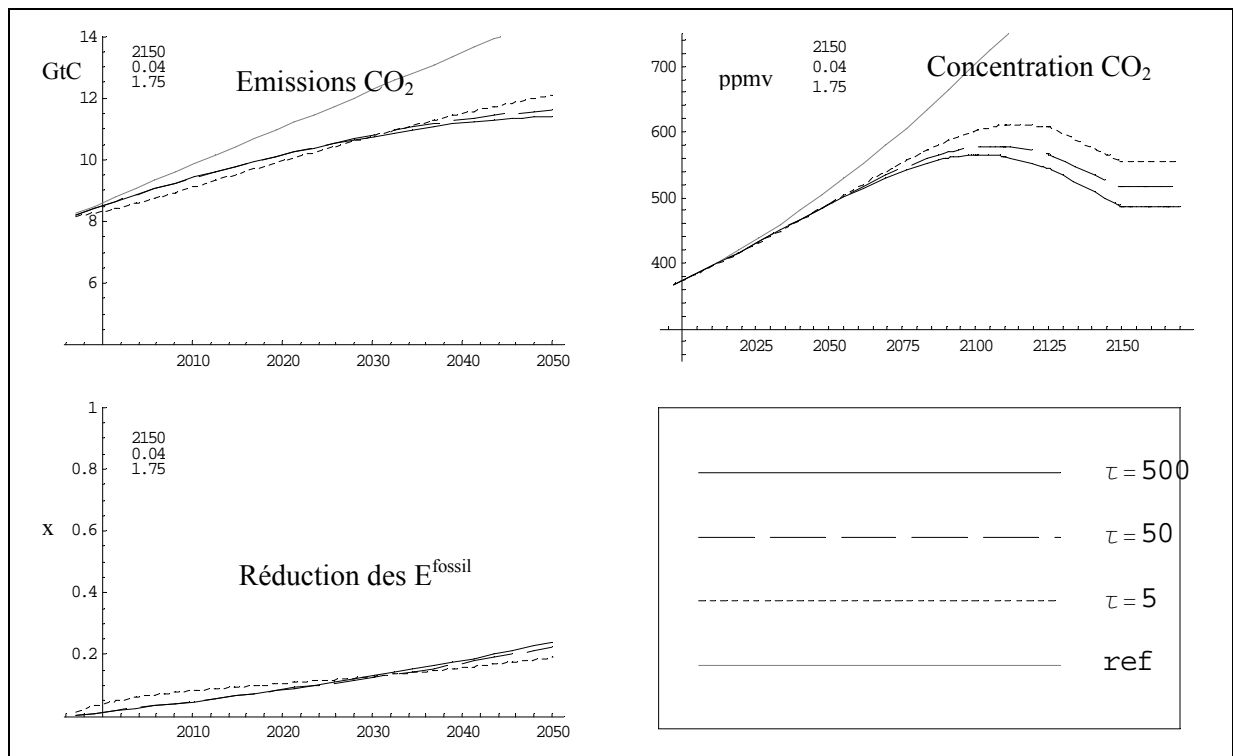 14
12
10
8
6
GtC
2150
0.04
1.75
Emissions CO₂
2010 2020 2030 2040 2050
700
600
500
400
ppmv
2150
0.04
1.75
Concentration CO₂
2025 2050 2075 2100 2125 2150
1
0.8
0.6
0.4
0.2
x
2150
0.04
1.75
Réduction des E^fossil
2010 2020 2030 2040 2050
τ = 500
τ = 50
τ = 5
ref